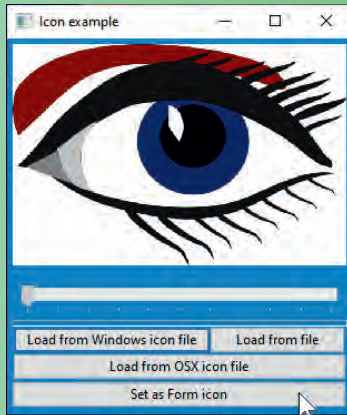 Icon example
Load from Windows icon file Load from file
Load from OSX icon file
Set as Form icon